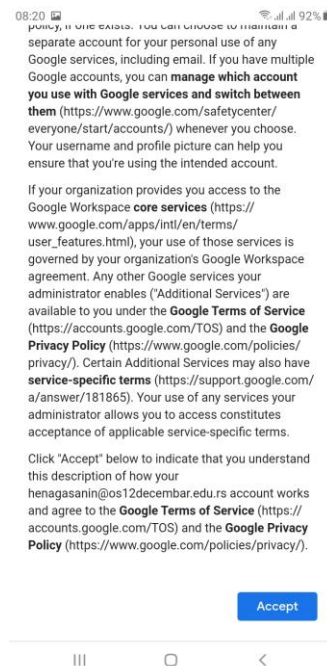 08:20 92%
policy, if one exists. You can choose to maintain a
separate account for your personal use of any
Google services, including email. If you have multiple
Google accounts, you can manage which account
you use with Google services and switch between
them (https://www.google.com/safetycenter/
everyone/start/accounts/) whenever you choose.
Your username and profile picture can help you
ensure that you're using the intended account.
If your organization provides you access to the
Google Workspace core services (https://
www.google.com/apps/intl/en/terms/
user_features.html), your use of those services is
governed by your organization's Google Workspace
agreement. Any other Google services your
administrator enables ("Additional Services") are
available to you under the Google Terms of Service
(https://accounts.google.com/TOS) and the Google
Privacy Policy (https://www.google.com/policies/
privacy/). Certain Additional Services may also have
service-specific terms (https://support.google.com/
a/answer/181865). Your use of any services your
administrator allows you to access constitutes
acceptance of applicable service-specific terms.
Click "Accept" below to indicate that you understand
this description of how your
henagasanin@os12decembar.edu.rs account works
and agree to the Google Terms of Service (https://
accounts.google.com/TOS) and the Google Privacy
Policy (https://www.google.com/policies/privacy/).
Accept